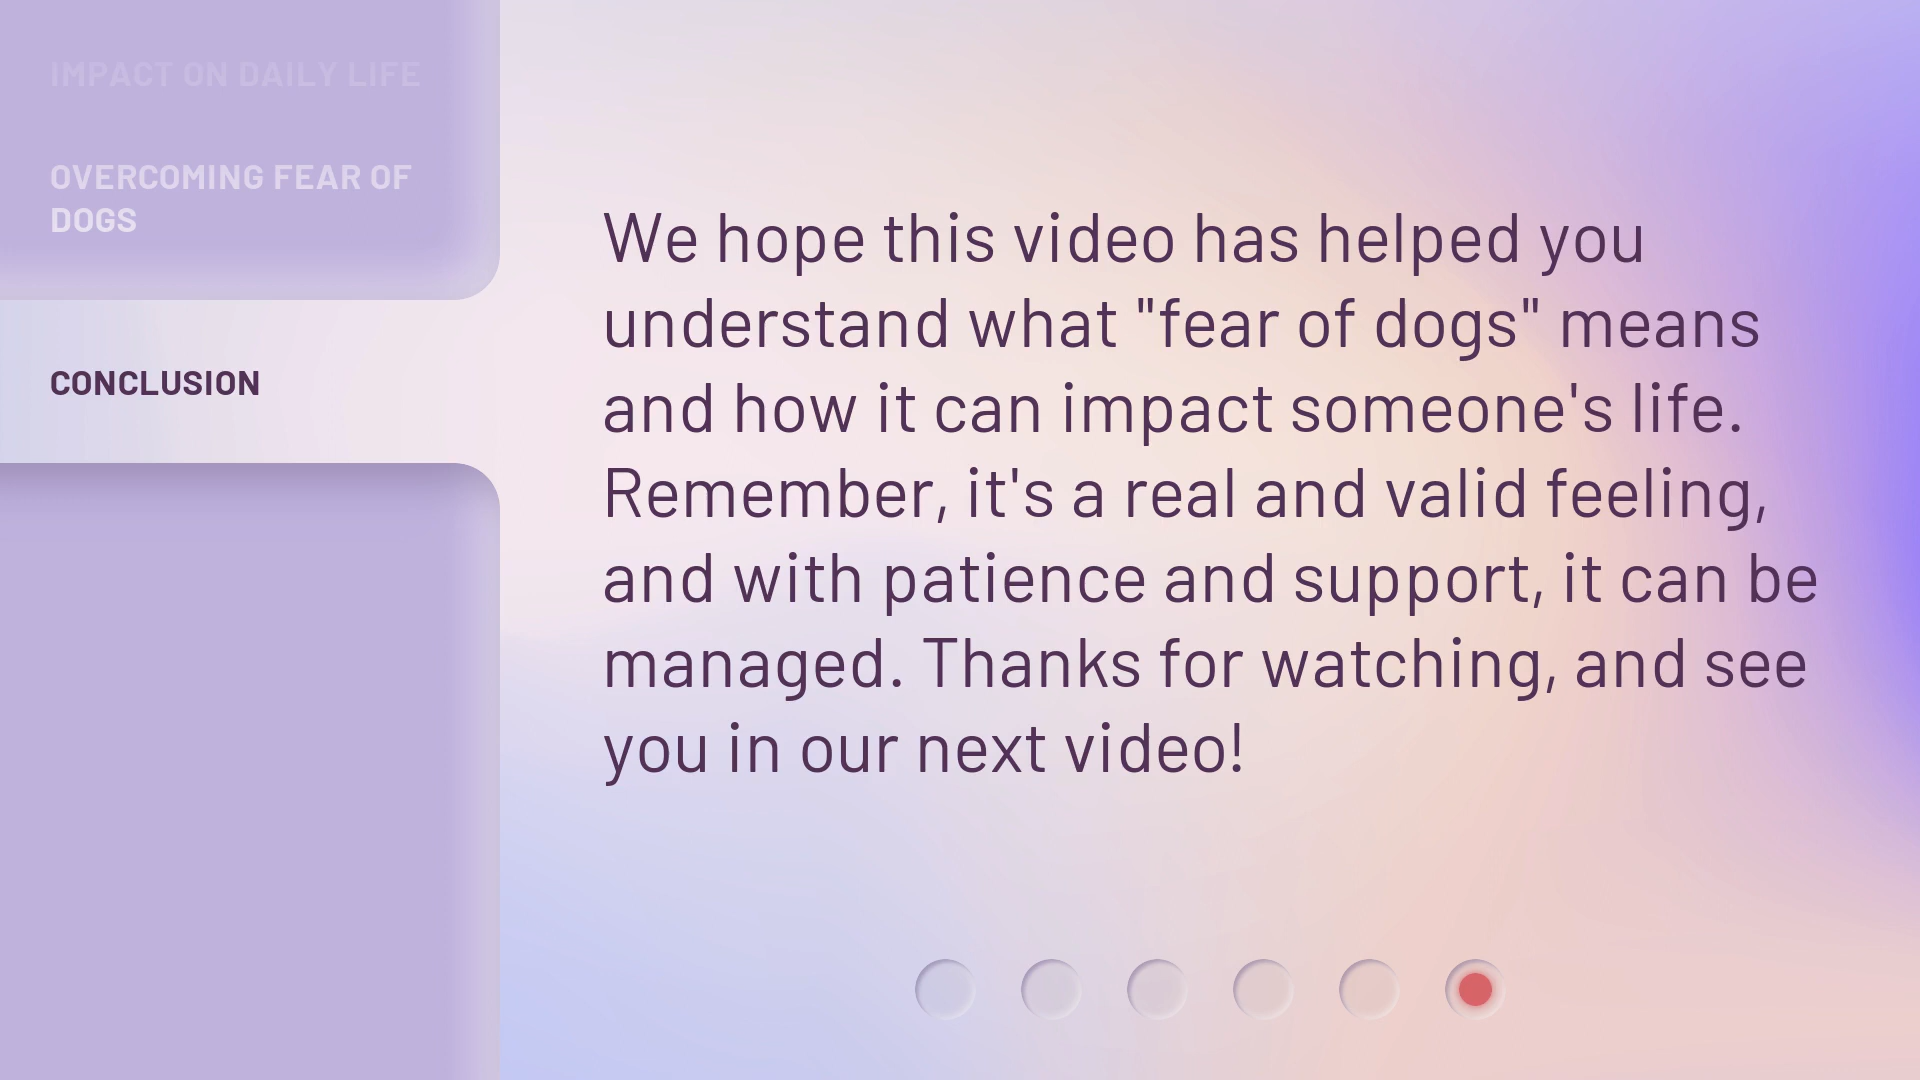 IMPACT ON DAILY LIFE
OVERCOMING FEAR OF
DOGS
CONCLUSION
We hope this video has helped you
understand what "fear of dogs" means
and how it can impact someone's life.
Remember, it's a real and valid feeling,
and with patience and support, it can be
managed. Thanks for watching, and see
you in our next video!